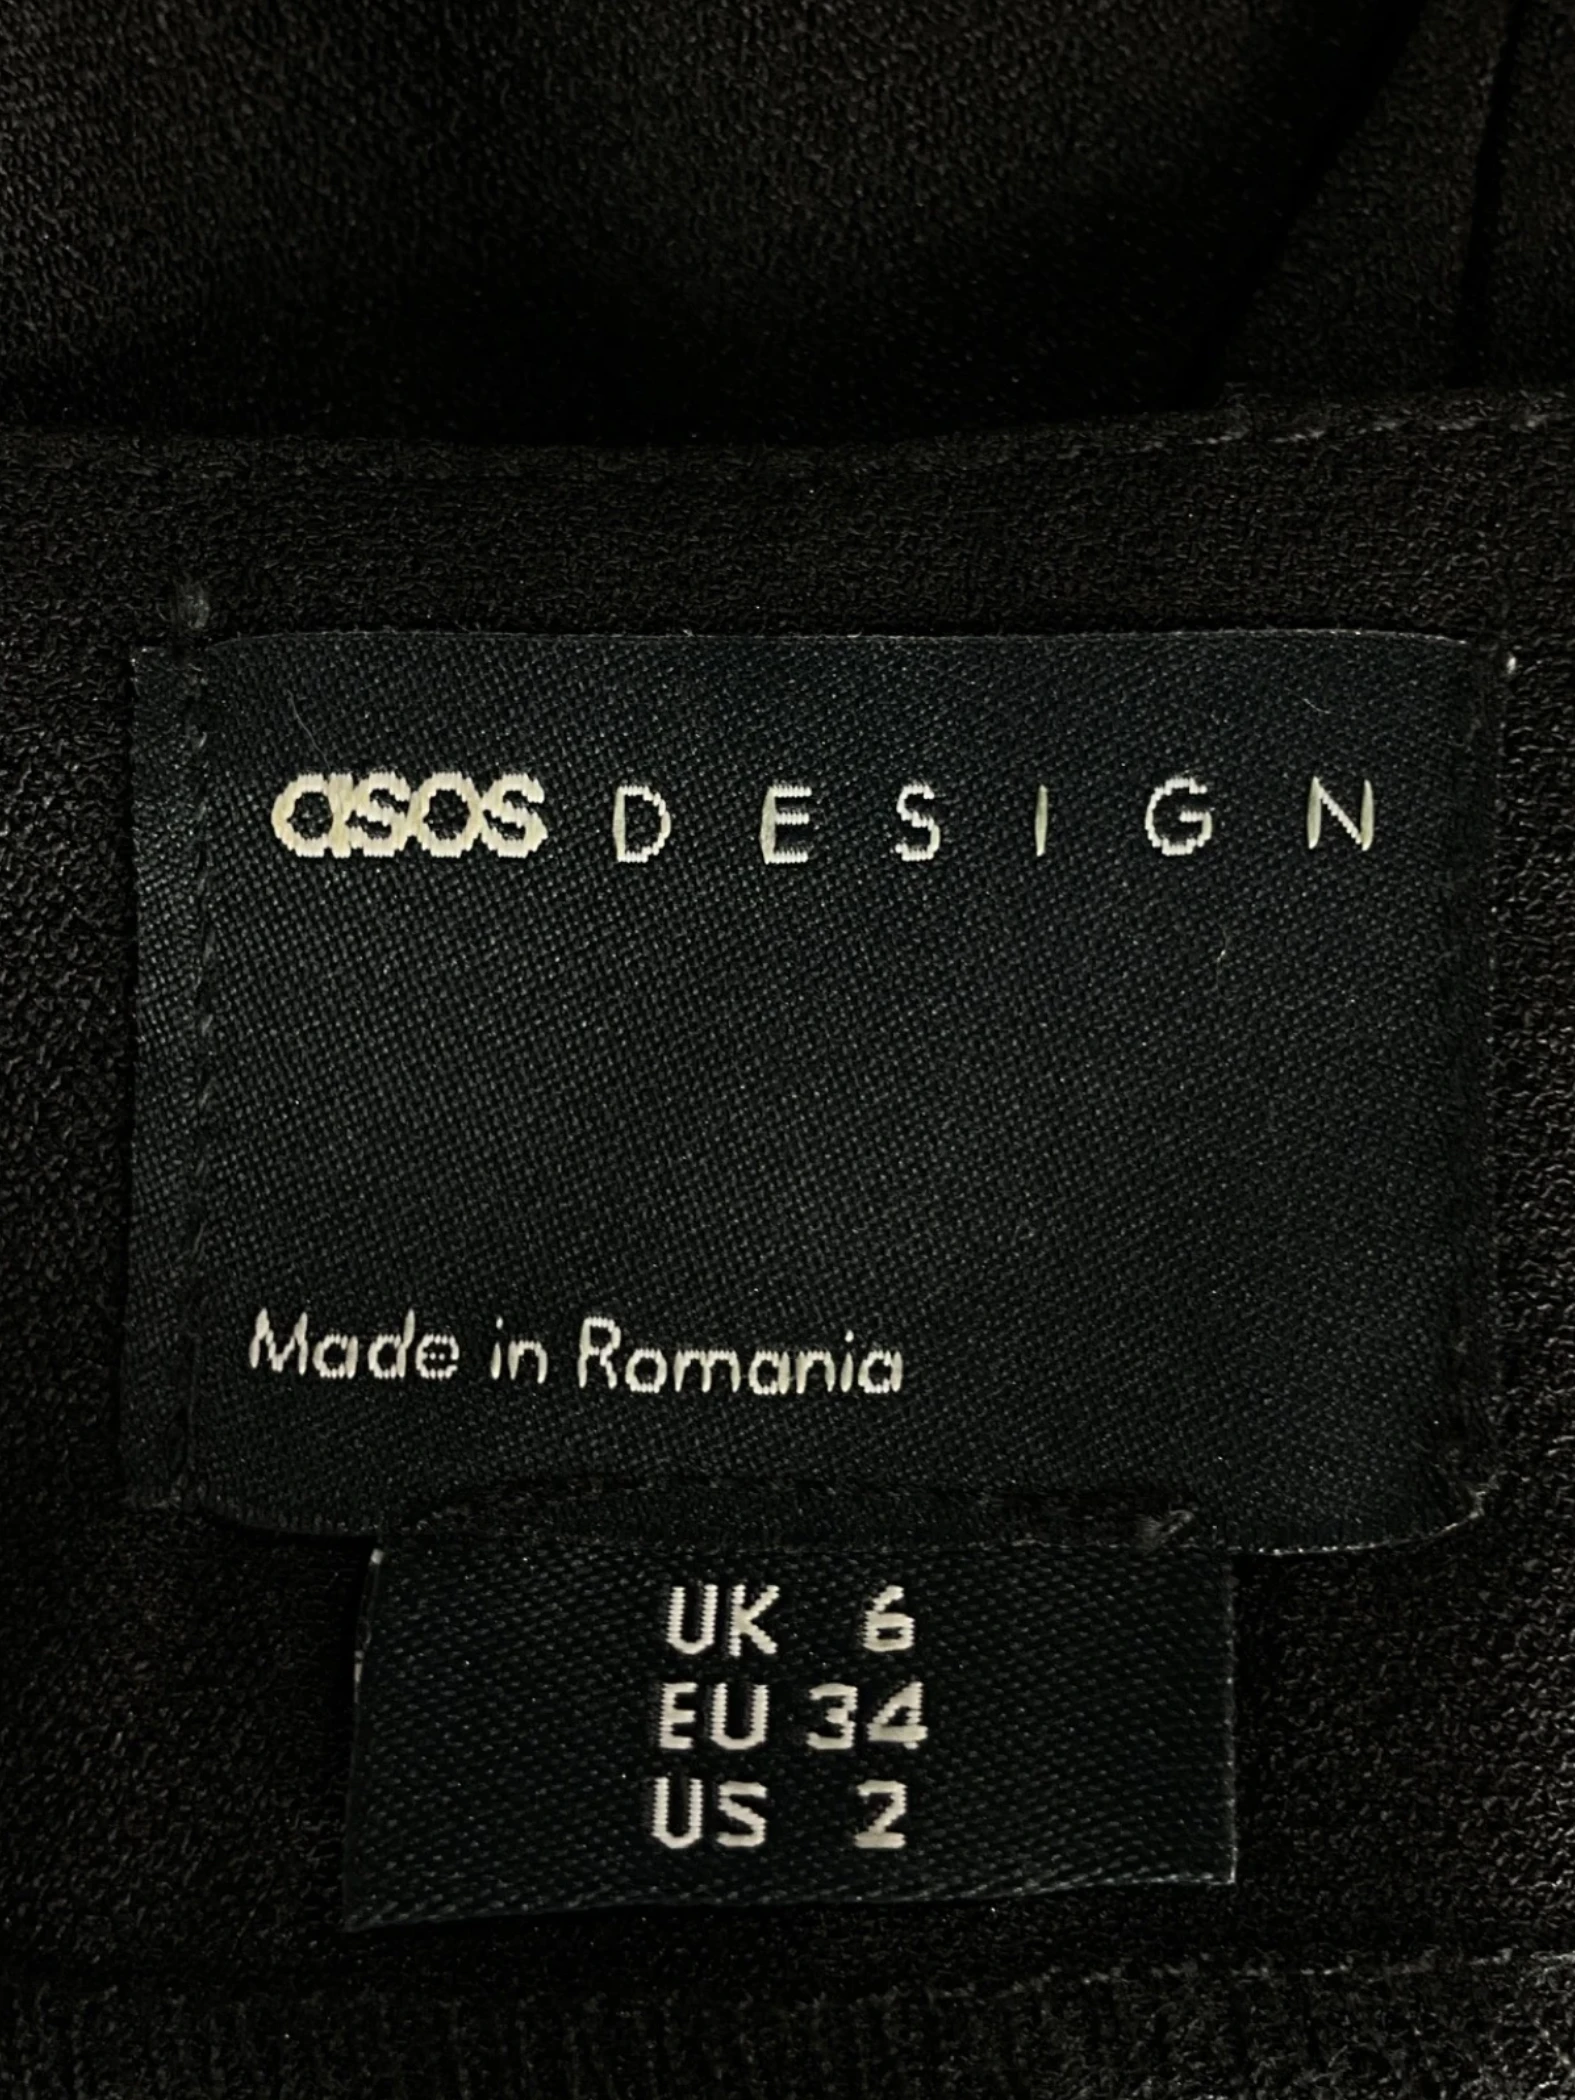 asos DESIGN
Made in Romania
UK 6
EU 34
US 2